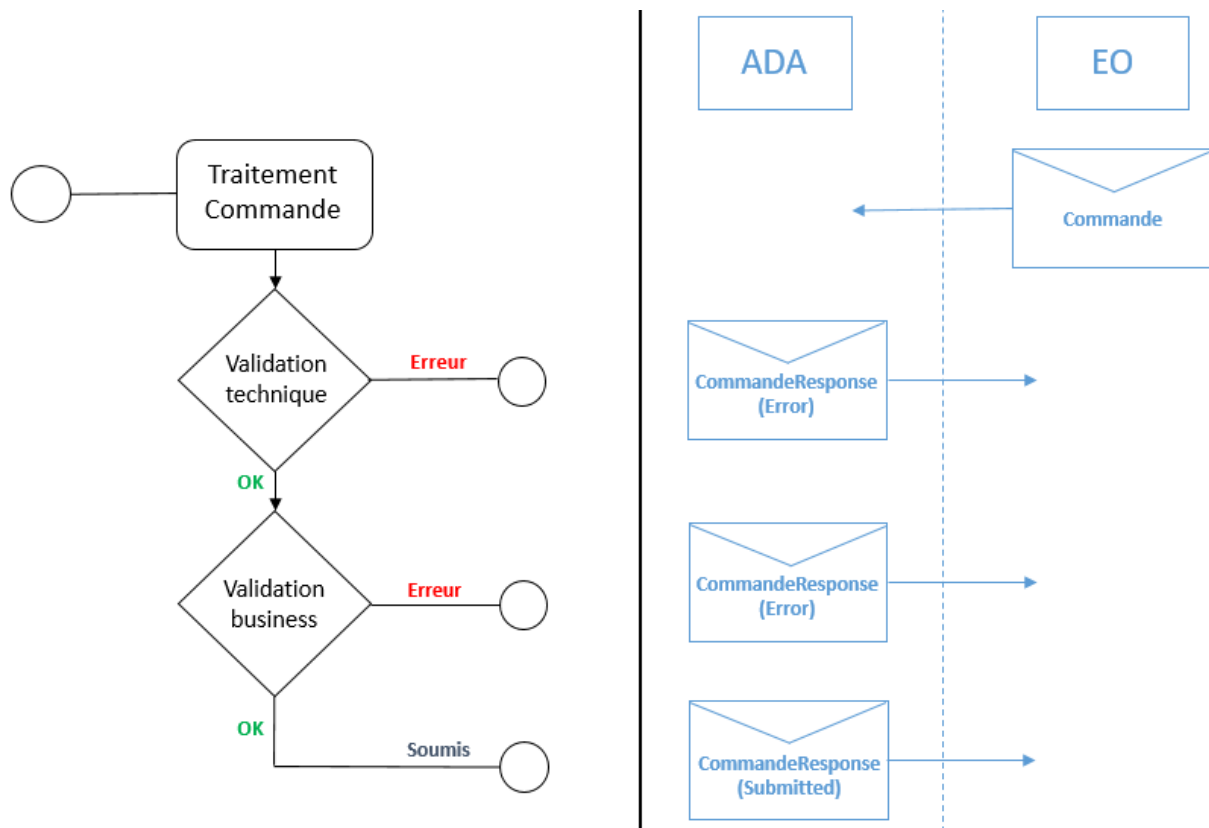 ADA
EO
Traitement
Commande
Commande
Validation
technique
Erreur
CommandeResponse
(Error)
OK
Validation
business
Erreur
CommandeResponse
(Error)
OK
Soumis
CommandeResponse
(Submitted)